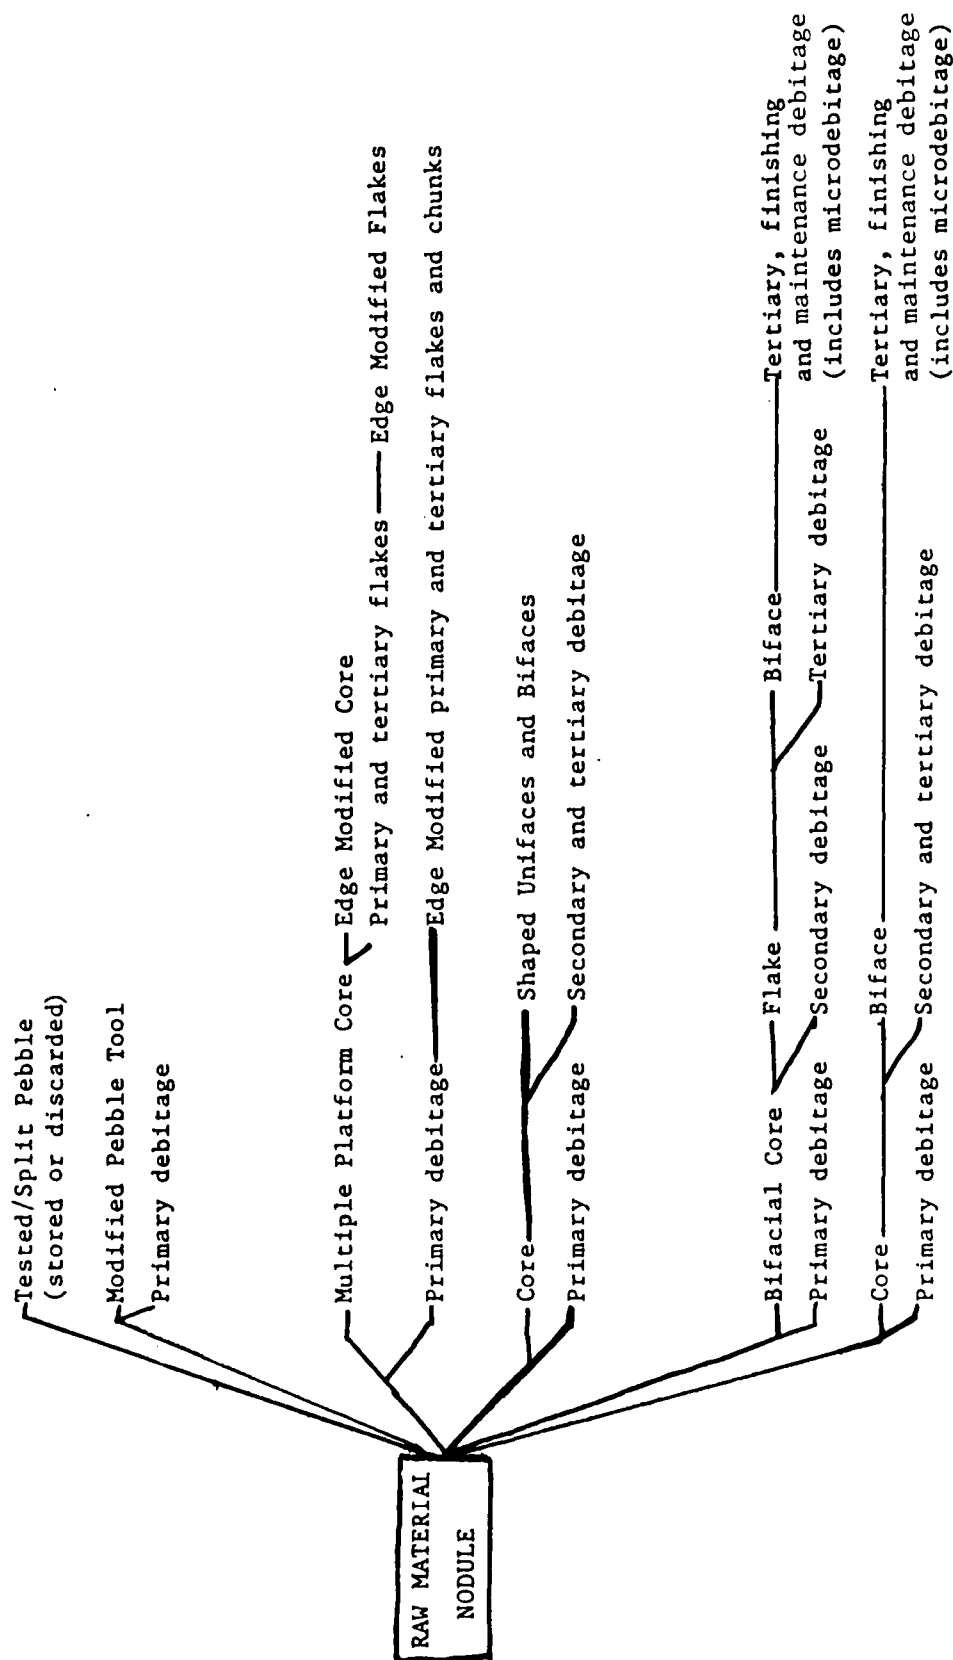 RAW MATERIAL
NODULE
Tested/Split Pebble
(stored or discarded)
Modified Pebble Tool
Primary debitage
Multiple Platform Core
Edge Modified Core
Primary and tertiary flakes
Edge Modified Flakes
Primary debitage
Edge Modified primary and tertiary flakes and chunks
Core
Shaped Unifaces and Bifaces
Primary debitage
Secondary and tertiary debitage
Bifacial Core
Flake
Biface
Tertiary, finishing
and maintenance debitage
(includes microdebitage)
Primary debitage
Secondary debitage
Tertiary debitage
Core
Biface
Tertiary, finishing
and maintenance debitage
(includes microdebitage)
Primary debitage
Secondary and tertiary debitage